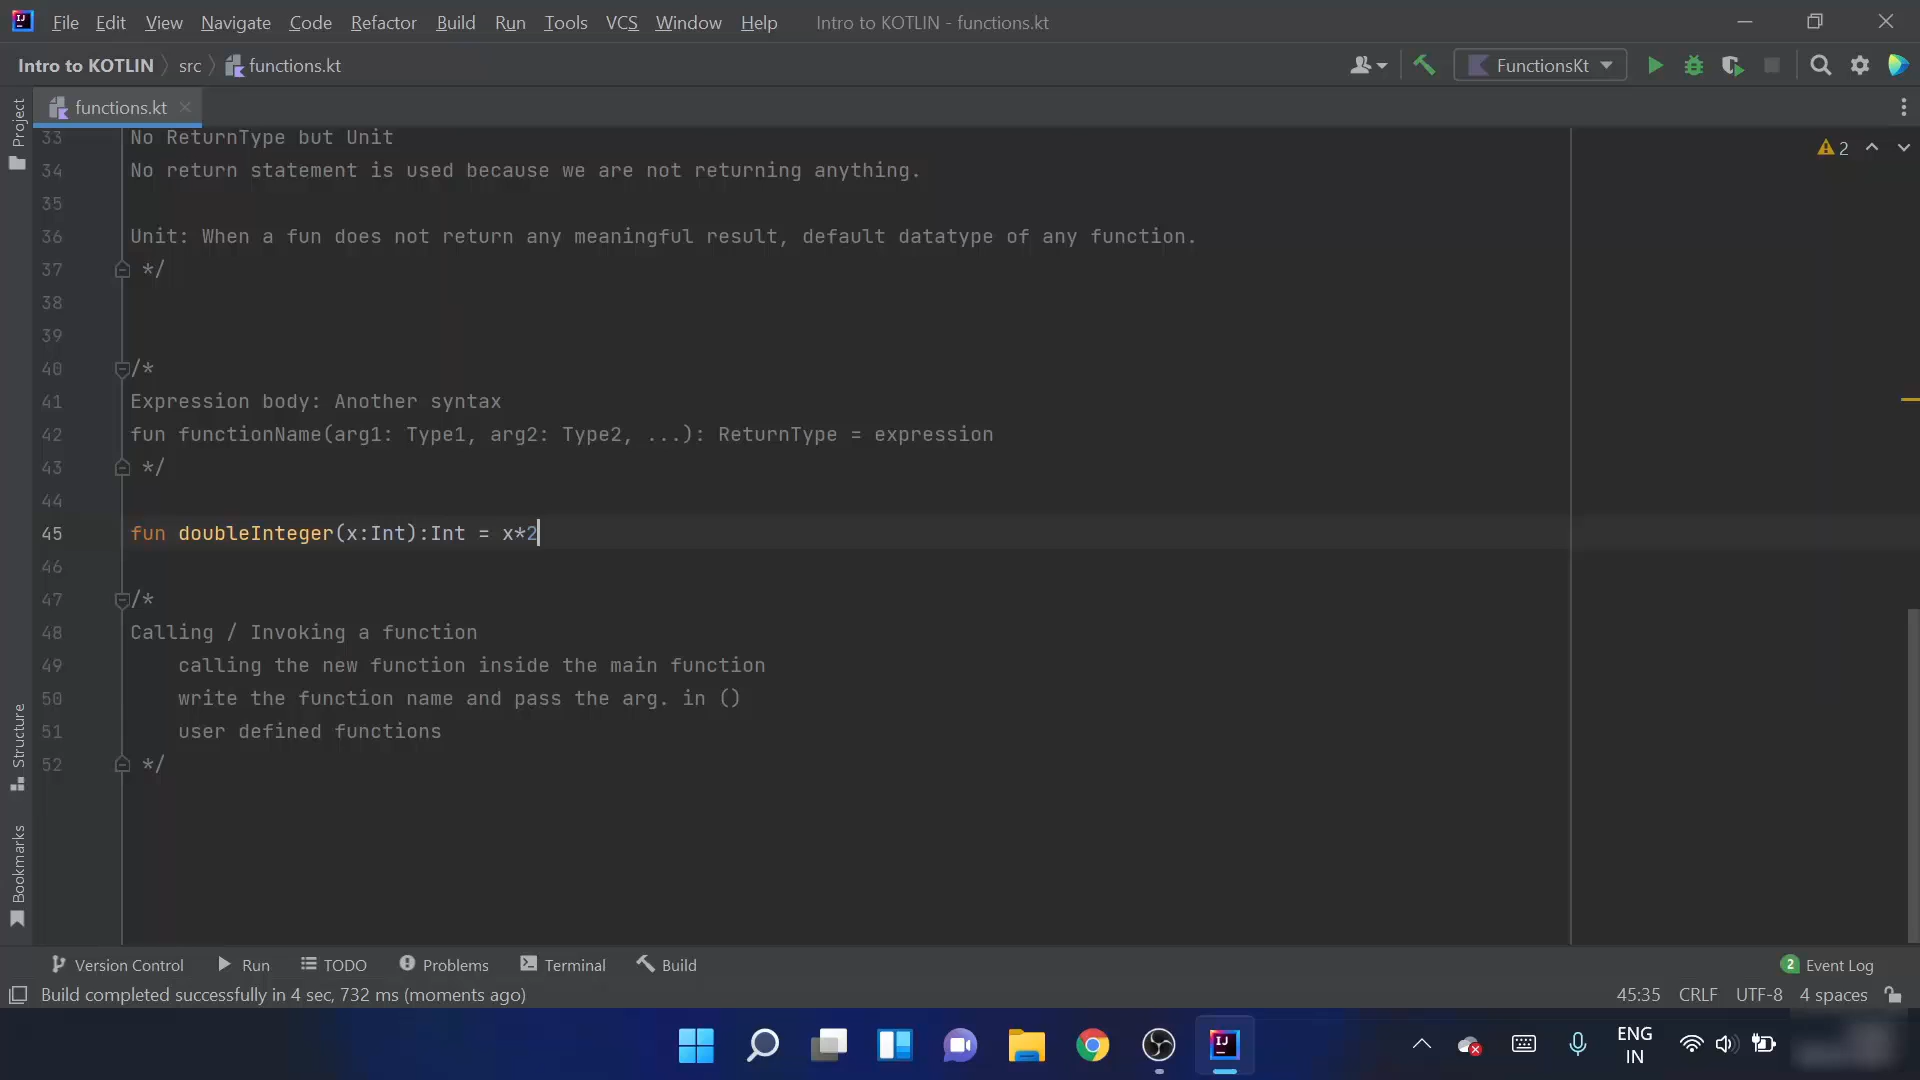 File Edit View Navigate Code Refactor Build Run Tools VCS Window Help Intro to KOTLIN - functions.kt
Intro to KOTLIN src functions.kt FunctionsKt
functions.kt
Project
Structure
Bookmarks
2
33 No ReturnType but Unit
34 No return statement is used because we are not returning anything.
35
36 Unit: When a fun does not return any meaningful result, default datatype of any function.
37 */
38
39
40 /*
41 Expression body: Another syntax
42 fun functionName(arg1: Type1, arg2: Type2, ...): ReturnType = expression
43 */
44
45 fun doubleInteger(x:Int):Int = x*2
46
47 /*
48 Calling / Invoking a function
49 calling the new function inside the main function
50 write the function name and pass the arg. in ()
51 user defined functions
52 */
Version Control Run TODO Problems Terminal Build 2 Event Log
Build completed successfully in 4 sec, 732 ms (moments ago) 45:35 CRLF UTF-8 4 spaces
ENG
IN